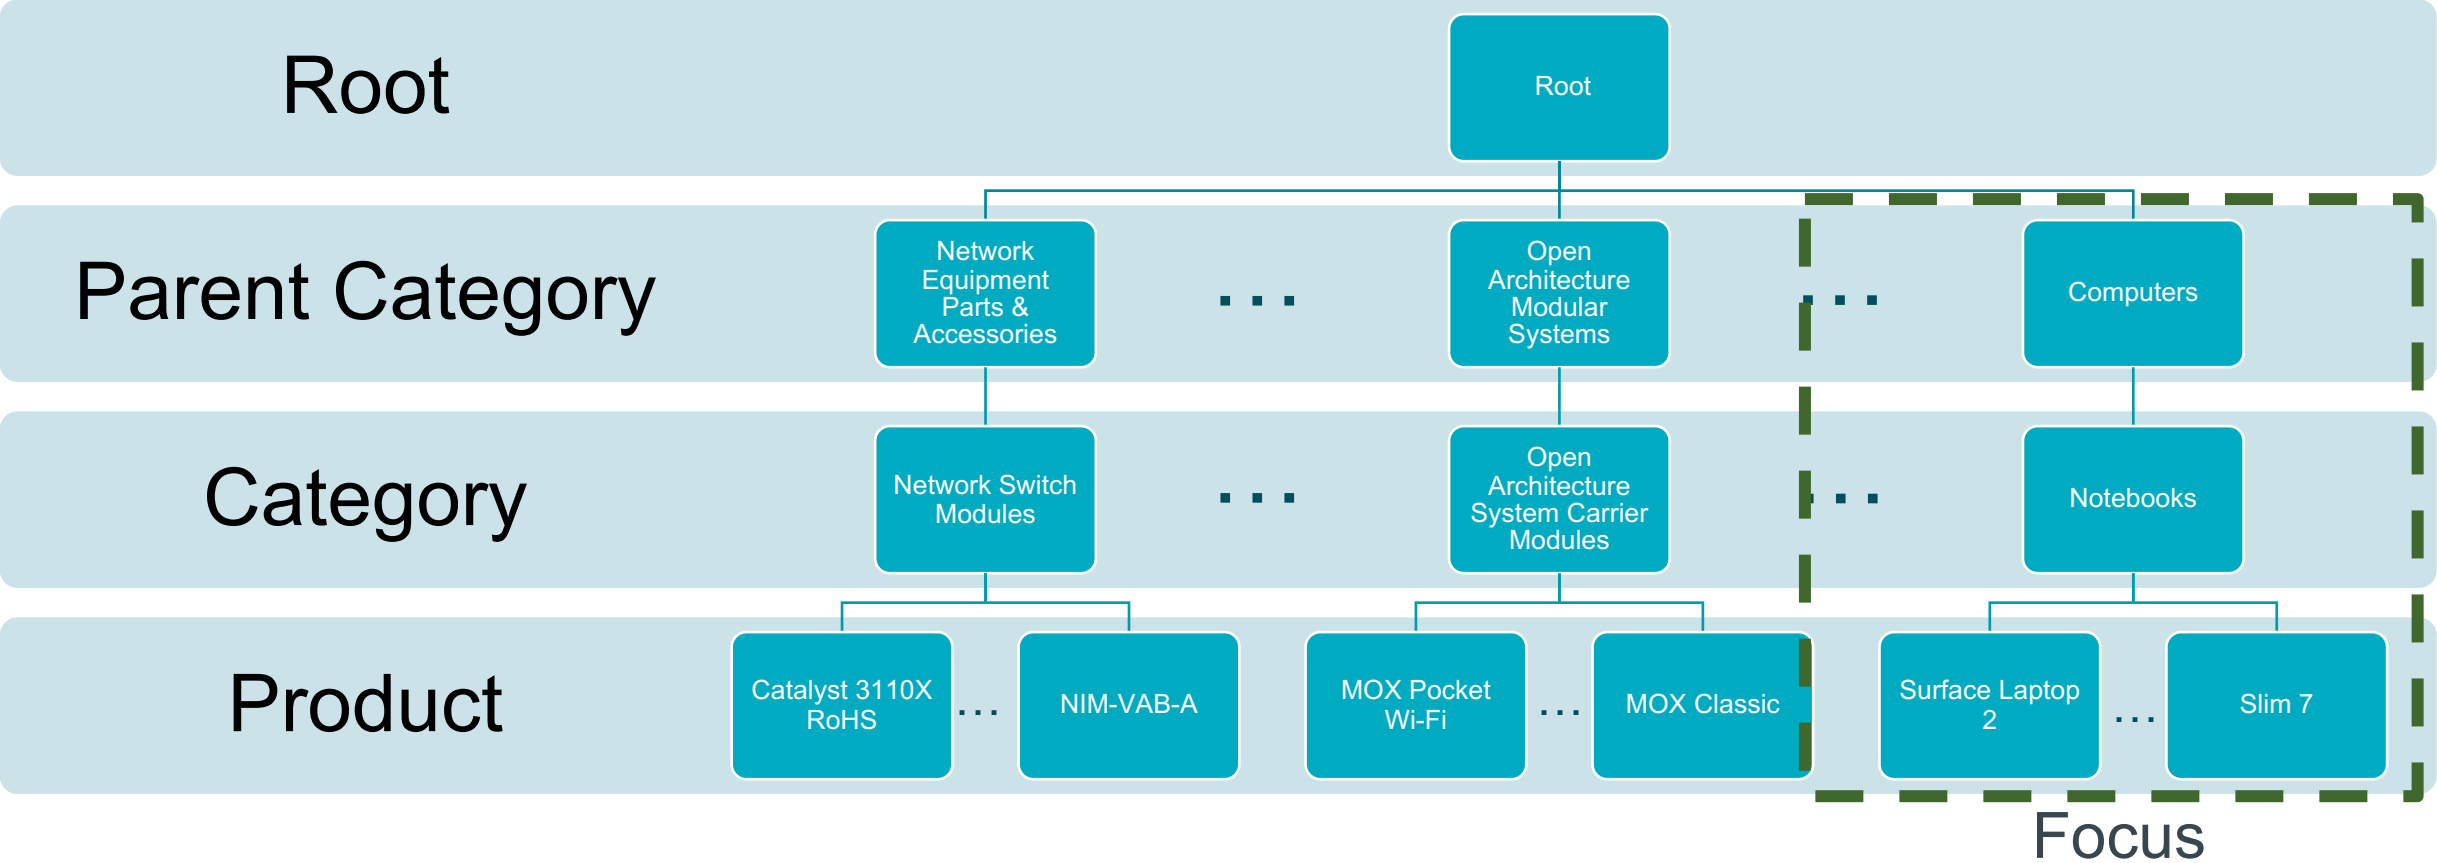 Root
Root
Parent Category
Network
Equipment
Parts &
Accessories
...
Open
Architecture
Modular
Systems
...
Computers
Category
Network Switch
Modules
...
Open
Architecture
System Carrier
Modules
...
Notebooks
Product
Catalyst 3110X
RoHS
...
NIM-VAB-A
MOX Pocket
Wi-Fi
...
MOX Classic
Surface Laptop
2
...
Slim 7
Focus